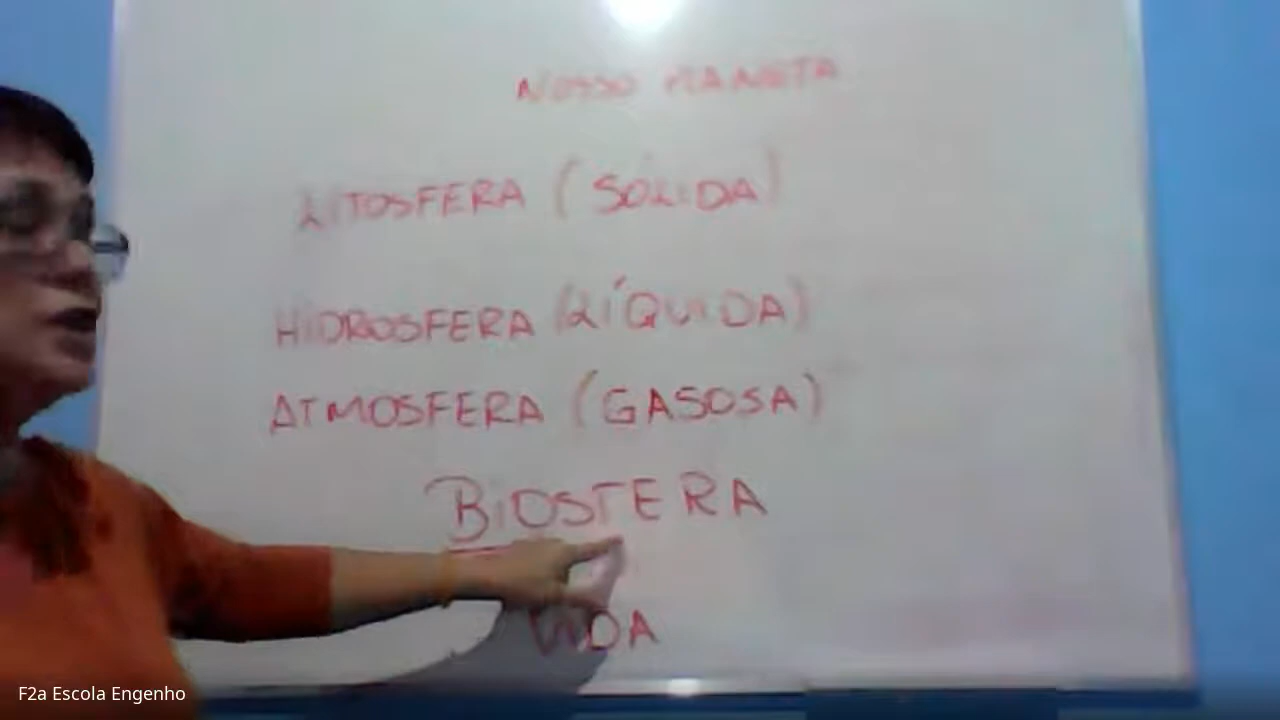 NOSSO PLANETA
LITOSFERA (SÓLIDA)
HIDROSFERA (LÍQUIDA)
ATMOSFERA (GASOSA)
BIOSFERA
VIDA
F2a Escola Engenho